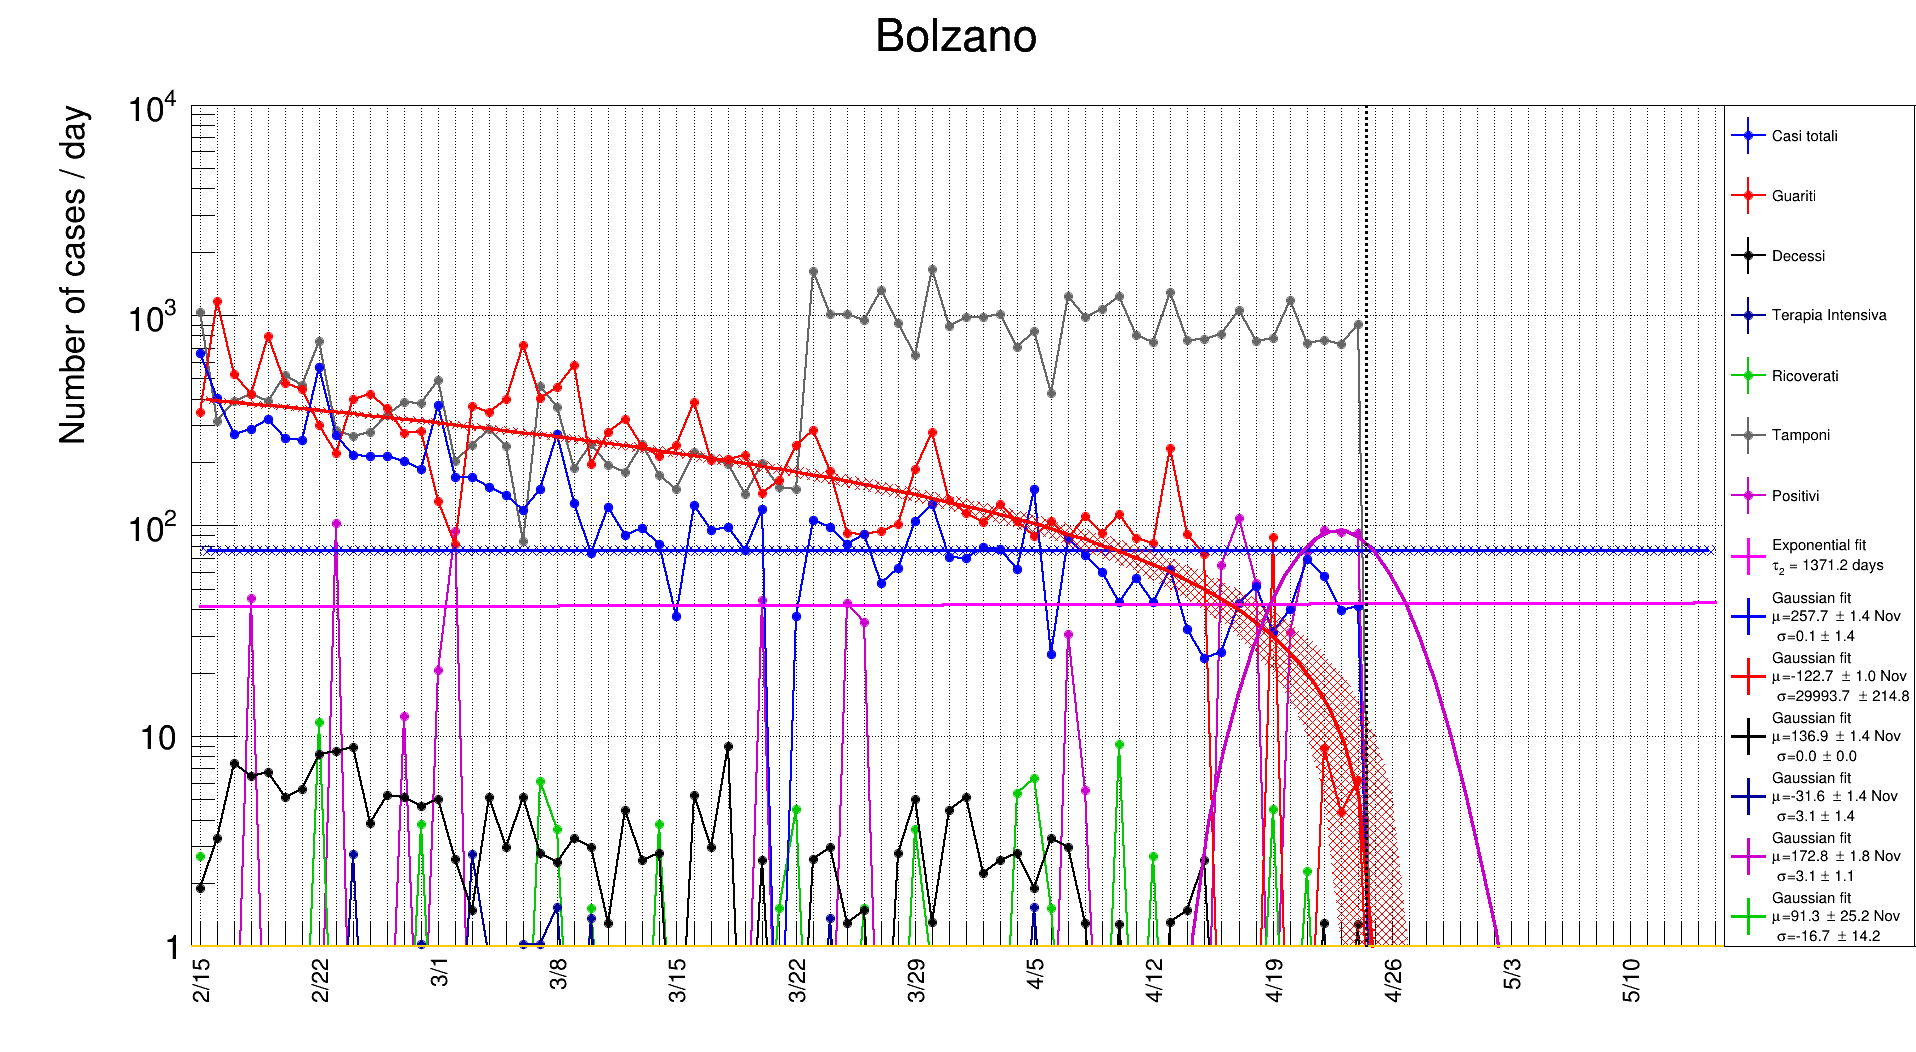 Bolzano
Number of cases / day
10⁴
10³
10²
10
1
2/15
2/22
3/1
3/8
3/15
3/22
3/29
4/5
4/12
4/19
4/26
5/3
5/10
Casi totali
Guariti
Decessi
Terapia Intensiva
Ricoverati
Tamponi
Positivi
Exponential fit
τ₂ = 1371.2 days
Gaussian fit
μ=257.7 ± 1.4 Nov
σ=0.1 ± 1.4
Gaussian fit
μ=-122.7 ± 1.0 Nov
σ=29993.7 ± 214.8
Gaussian fit
μ=136.9 ± 1.4 Nov
σ=0.0 ± 0.0
Gaussian fit
μ=-31.6 ± 1.4 Nov
σ=3.1 ± 1.4
Gaussian fit
μ=172.8 ± 1.8 Nov
σ=3.1 ± 1.1
Gaussian fit
μ=91.3 ± 25.2 Nov
σ=-16.7 ± 14.2